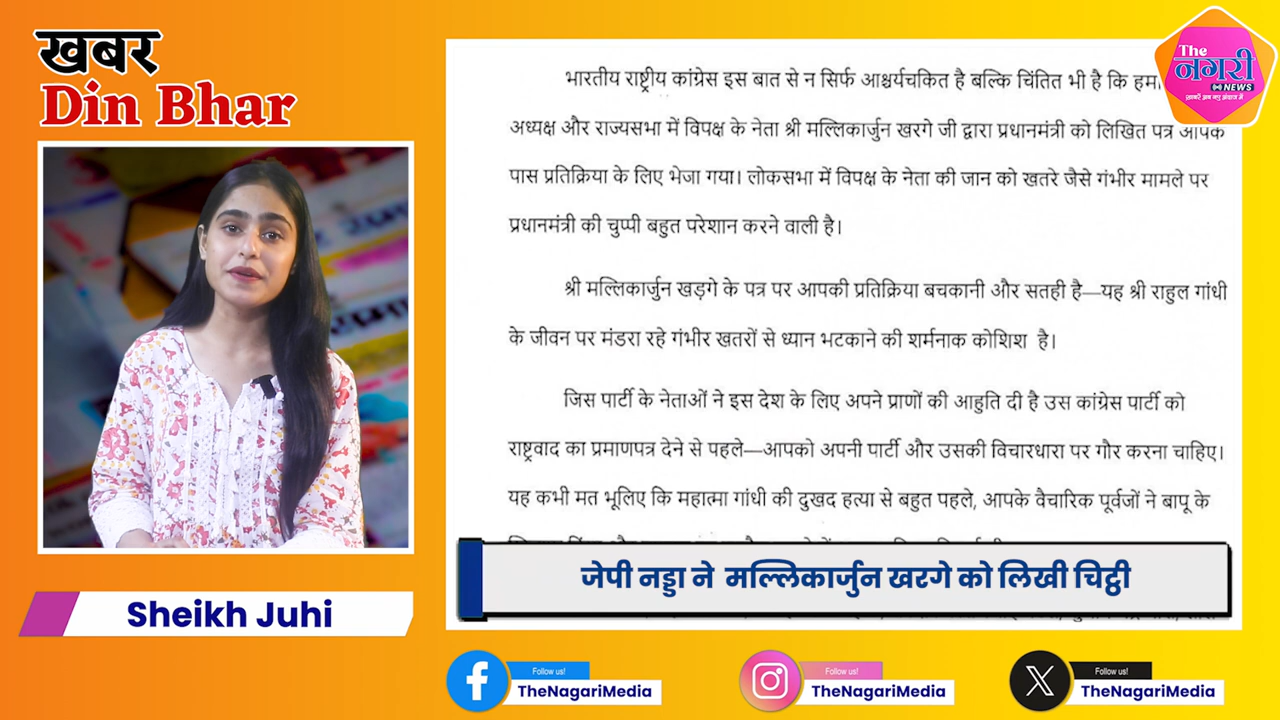 खबर
Din Bhar
The
नगरी
NEWS
भारतीय राष्ट्रीय कांग्रेस इस बात से न सिर्फ आश्चर्यचकित है बल्कि चिंतित भी है कि
अध्यक्ष और राज्यसभा में विपक्ष के नेता श्री मल्लिकार्जुन खरगे जी द्वारा प्रधानमंत्री को लिखित पत्र आपके
पास प्रतिक्रिया के लिए भेजा गया। लोकसभा में विपक्ष के नेता की जान को खतरे जैसे गंभीर मामले पर
प्रधानमंत्री की चुप्पी बहुत परेशान करने वाली है।
श्री मल्लिकार्जुन खड़गे के पत्र पर आपकी प्रतिक्रिया बचकानी और सतही है—यह श्री राहुल गांधी
के जीवन पर मंडरा रहे गंभीर खतरों से ध्यान भटकाने की शर्मनाक कोशिश है।
जिस पार्टी के नेताओं ने इस देश के लिए अपने प्राणों की आहुति दी है उस कांग्रेस पार्टी को
राष्ट्रवाद का प्रमाणपत्र देने से पहले—आपको अपनी पार्टी और उसकी विचारधारा पर गौर करना चाहिए।
यह कभी मत भूलिए कि महात्मा गांधी की दुखद हत्या से बहुत पहले, आपके वैचारिक पूर्वजों ने बापू के
जेपी नड्डा ने मल्लिकार्जुन खरगे को लिखी चिट्ठी
Sheikh Juhi
Follow us!
TheNagariMedia
Follow us!
TheNagariMedia
Follow us!
TheNagariMedia